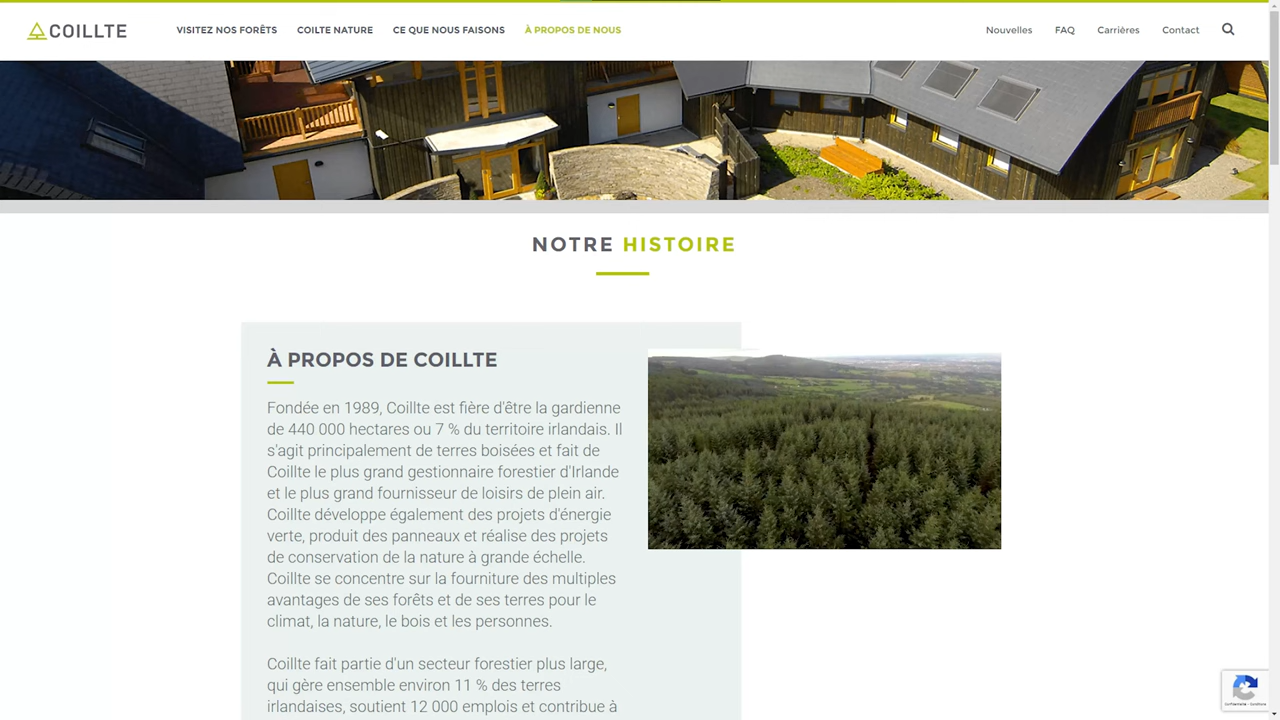 COILLTE
VISITEZ NOS FORÊTS COILTE NATURE CE QUE NOUS FAISONS À PROPOS DE NOUS
Nouvelles FAQ Carrières Contact
NOTRE HISTOIRE
À PROPOS DE COILLTE
Fondée en 1989, Coillte est fière d'être la gardienne
de 440 000 hectares ou 7 % du territoire irlandais. Il
s'agit principalement de terres boisées et fait de
Coillte le plus grand gestionnaire forestier d'Irlande
et le plus grand fournisseur de loisirs de plein air.
Coillte développe également des projets d'énergie
verte, produit des panneaux et réalise des projets
de conservation de la nature à grande échelle.
Coillte se concentre sur la fourniture des multiples
avantages de ses forêts et de ses terres pour le
climat, la nature, le bois et les personnes.
Coillte fait partie d'un secteur forestier plus large,
qui gère ensemble environ 11 % des terres
irlandaises, soutient 12 000 emplois et contribue à